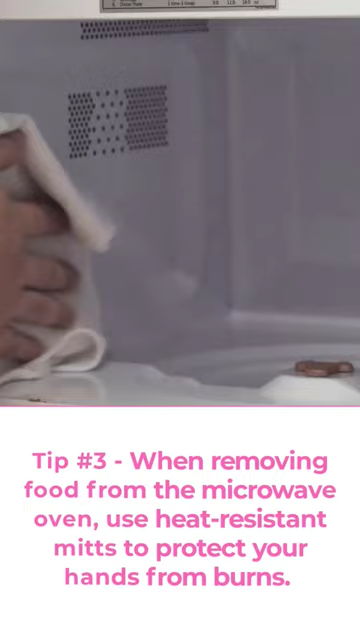 Tip #3 - When removing
food from the microwave
oven, use heat-resistant
mitts to protect your
hands from burns.